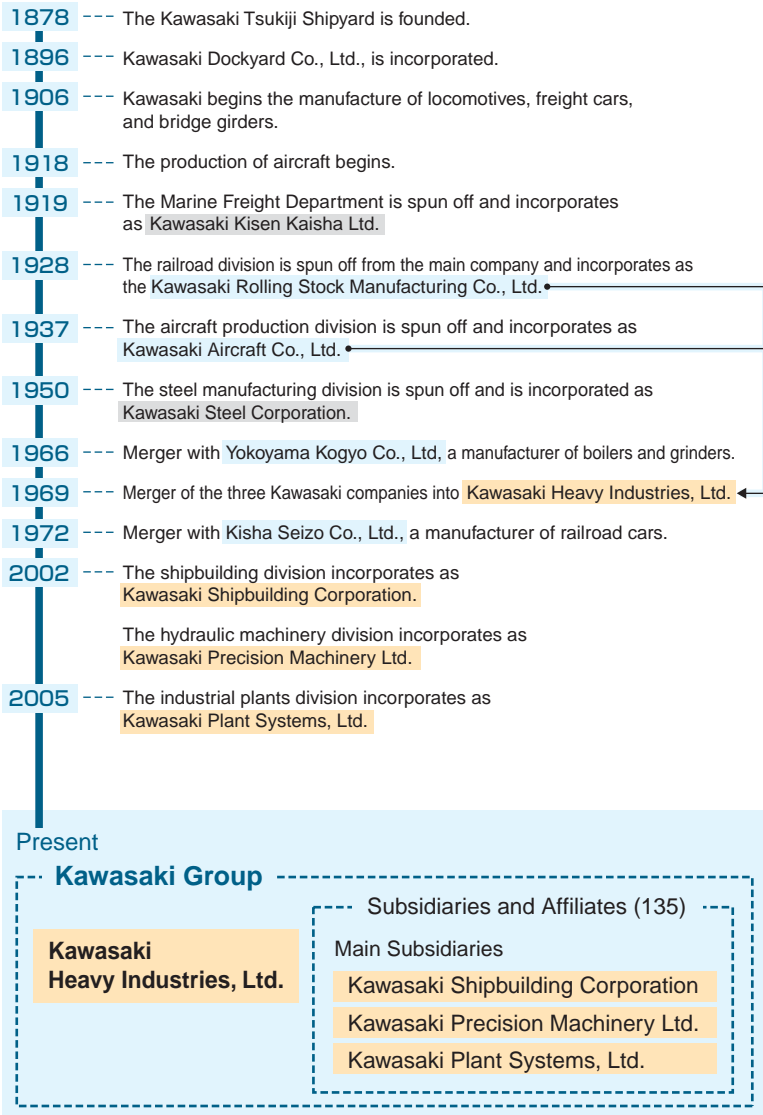 1878 --- The Kawasaki Tsukiji Shipyard is founded.
1896 --- Kawasaki Dockyard Co., Ltd., is incorporated.
1906 --- Kawasaki begins the manufacture of locomotives, freight cars,
and bridge girders.
1918 --- The production of aircraft begins.
1919 --- The Marine Freight Department is spun off and incorporates
as Kawasaki Kisen Kaisha Ltd.
1928 --- The railroad division is spun off from the main company and incorporates as
the Kawasaki Rolling Stock Manufacturing Co., Ltd.
1937 --- The aircraft production division is spun off and incorporates as
Kawasaki Aircraft Co., Ltd.
1950 --- The steel manufacturing division is spun off and is incorporated as
Kawasaki Steel Corporation.
1966 --- Merger with Yokoyama Kogyo Co., Ltd, a manufacturer of boilers and grinders.
1969 --- Merger of the three Kawasaki companies into Kawasaki Heavy Industries, Ltd.
1972 --- Merger with Kisha Seizo Co., Ltd., a manufacturer of railroad cars.
2002 --- The shipbuilding division incorporates as
Kawasaki Shipbuilding Corporation.
The hydraulic machinery division incorporates as
Kawasaki Precision Machinery Ltd.
2005 --- The industrial plants division incorporates as
Kawasaki Plant Systems, Ltd.
Present
Kawasaki Group
Kawasaki
Heavy Industries, Ltd.
Subsidiaries and Affiliates (135)
Main Subsidiaries
Kawasaki Shipbuilding Corporation
Kawasaki Precision Machinery Ltd.
Kawasaki Plant Systems, Ltd.